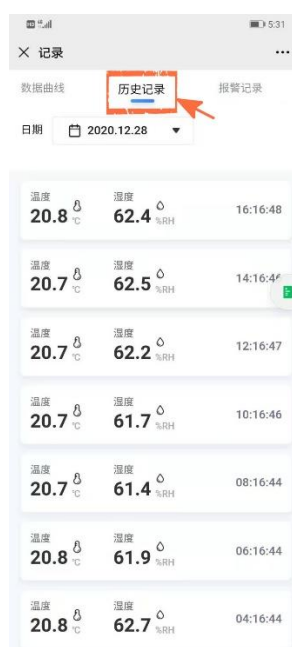 HD 4G 5:31
× 记录 ...
数据曲线 历史记录 报警记录
日期 2020.12.28
温度 湿度
20.8 °C 62.4 %RH 16:16:48
温度 湿度
20.7 °C 62.5 %RH 14:16:46
温度 湿度
20.7 °C 62.2 %RH 12:16:47
温度 湿度
20.7 °C 61.7 %RH 10:16:46
温度 湿度
20.7 °C 61.4 %RH 08:16:44
温度 湿度
20.8 °C 61.9 %RH 06:16:44
温度 湿度
20.8 °C 62.7 %RH 04:16:44